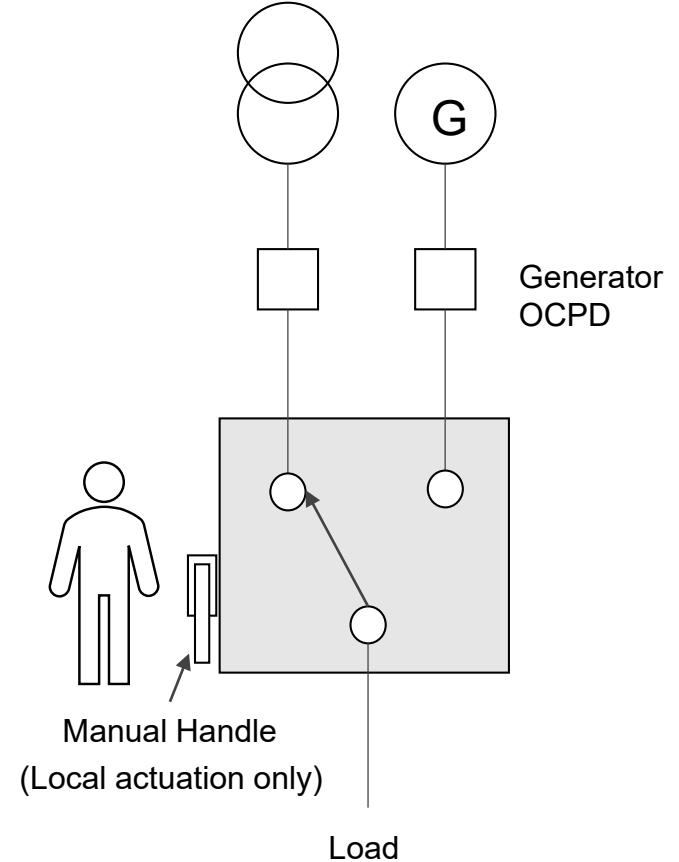 G
Generator
OCPD
Manual Handle
(Local actuation only)
Load